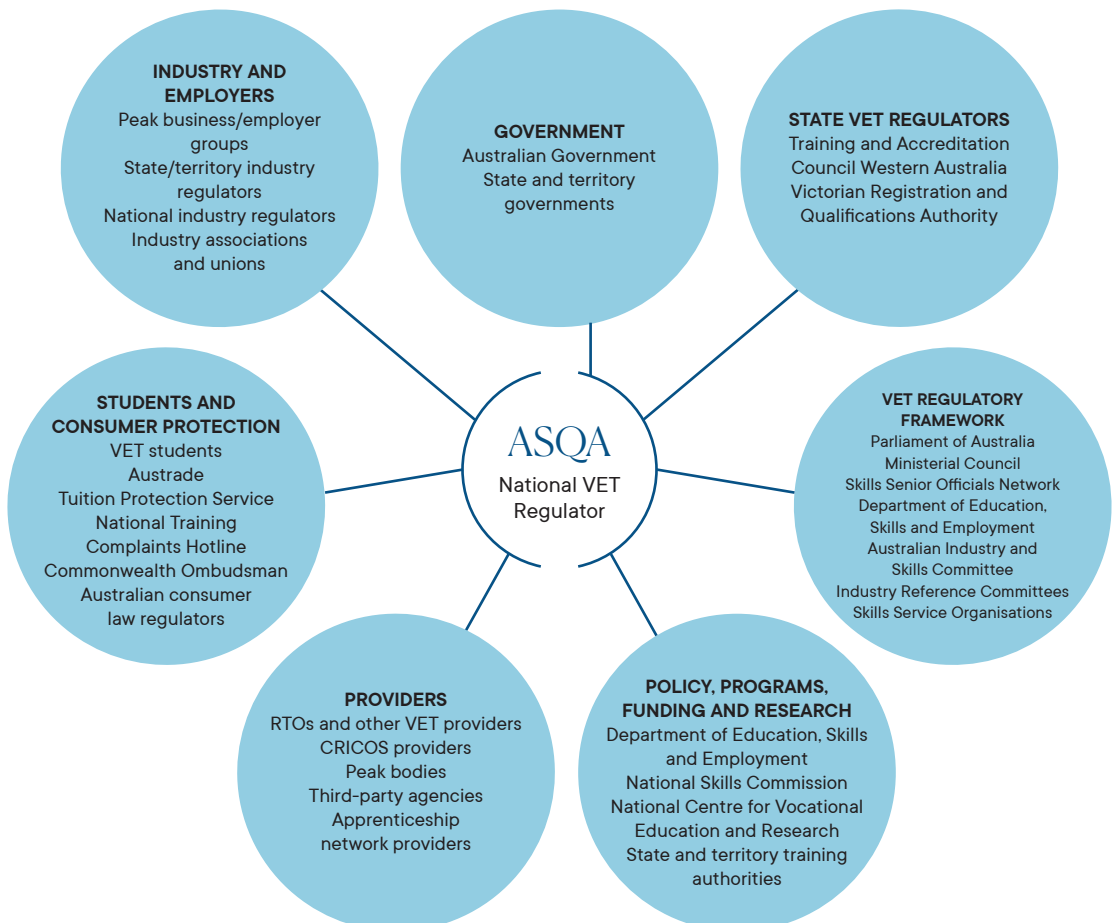 INDUSTRY AND
EMPLOYERS
Peak business/employer
groups
State/territory industry
regulators
National industry regulators
Industry associations
and unions
GOVERNMENT
Australian Government
State and territory
governments
STATE VET REGULATORS
Training and Accreditation
Council Western Australia
Victorian Registration and
Qualifications Authority
STUDENTS AND
CONSUMER PROTECTION
VET students
Austrade
Tuition Protection Service
National Training
Complaints Hotline
Commonwealth Ombudsman
Australian consumer
law regulators
ASQA
National VET
Regulator
VET REGULATORY
FRAMEWORK
Parliament of Australia
Ministerial Council
Skills Senior Officials Network
Department of Education,
Skills and Employment
Australian Industry and
Skills Committee
Industry Reference Committees
Skills Service Organisations
PROVIDERS
RTOs and other VET providers
CRICOS providers
Peak bodies
Third-party agencies
Apprenticeship
network providers
POLICY, PROGRAMS,
FUNDING AND RESEARCH
Department of Education, Skills
and Employment
National Skills Commission
National Centre for Vocational
Education and Research
State and territory training
authorities